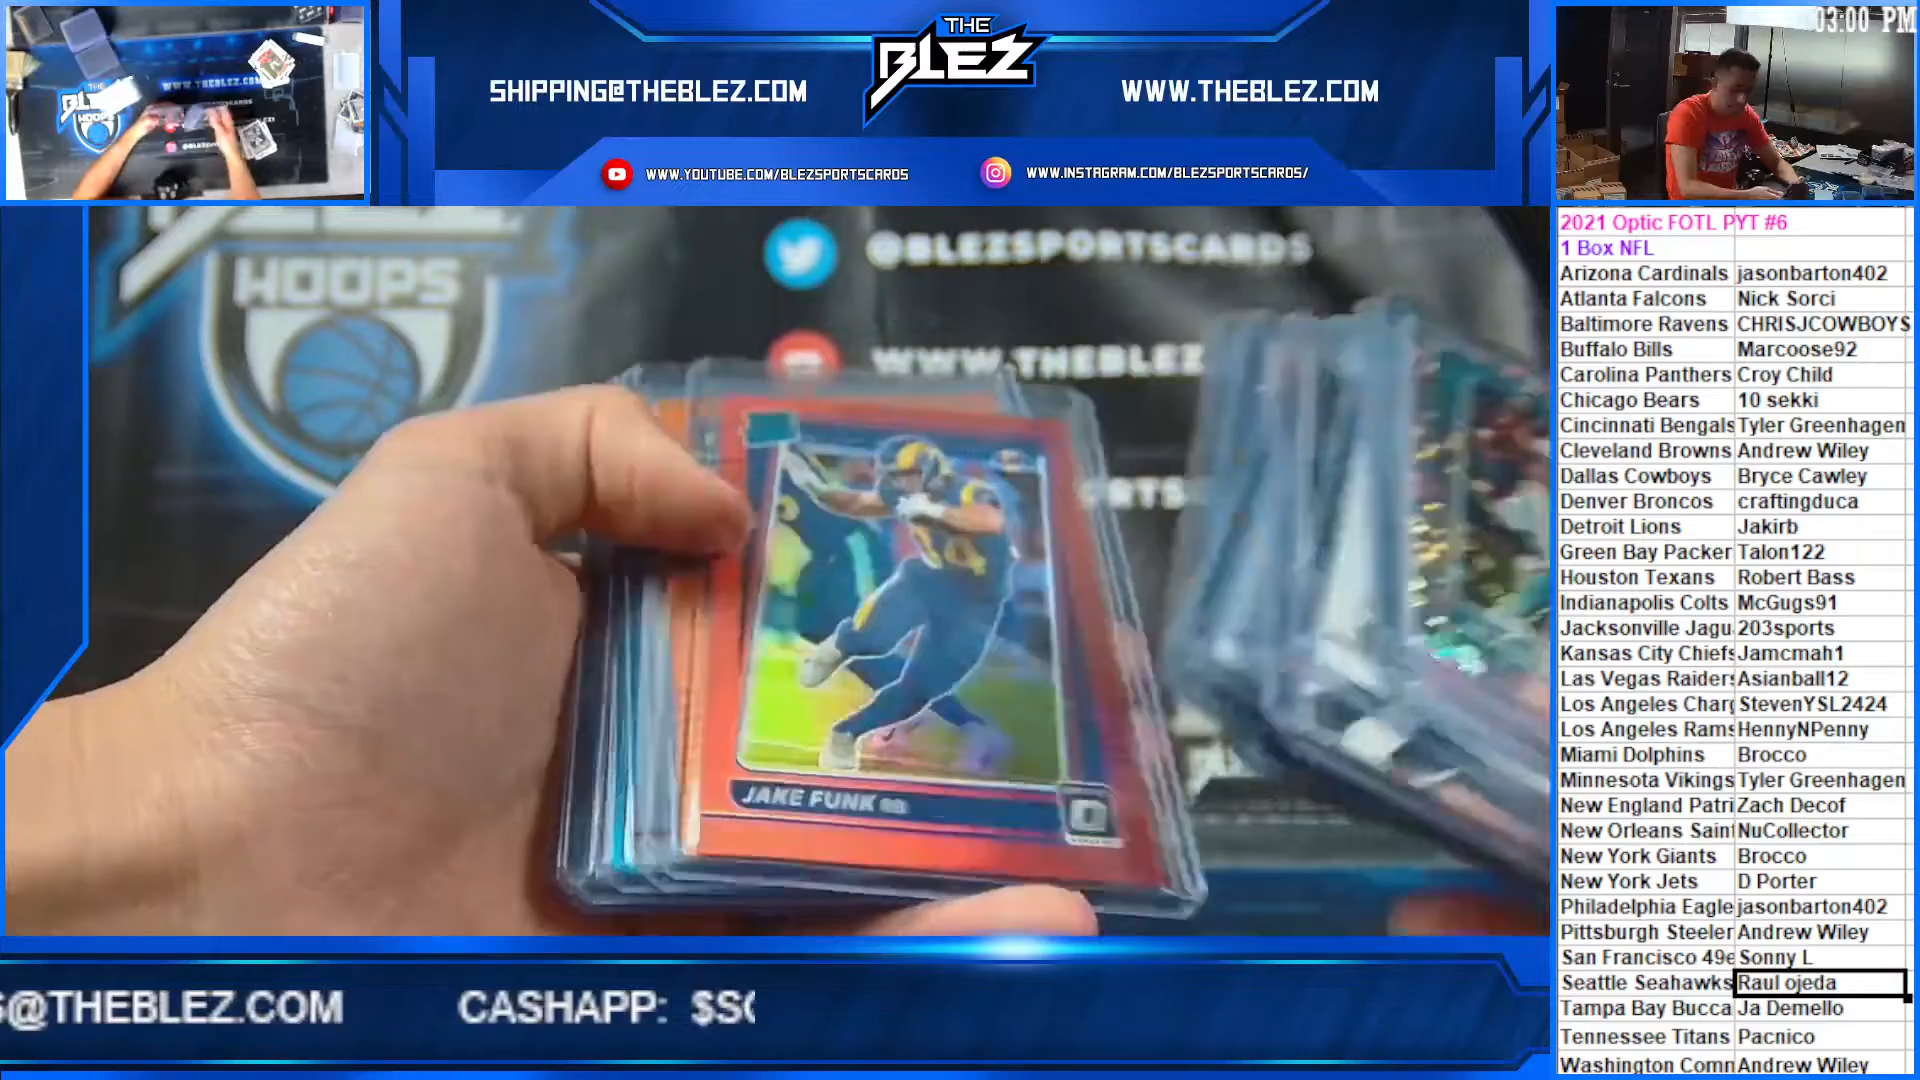 THE
BLEZ
SHIPPING@THEBLEZ.COM
WWW.THEBLEZ.COM
WWW.YOUTUBE.COM/BLEZSPORTSCARDS
WWW.INSTAGRAM.COM/BLEZSPORTSCARDS/
03:00 PM
HOOPS
@BLEZSPORTSCARDS
WWW.THEBLEZ
JAKE FUNK RB
2021 Optic FOTL PYT #6
1 Box NFL
Arizona Cardinals jasonbarton402
Atlanta Falcons Nick Sorci
Baltimore Ravens CHRISJCOWBOYS
Buffalo Bills Marcoose92
Carolina Panthers Croy Child
Chicago Bears 10 sekki
Cincinnati Bengals Tyler Greenhagen
Cleveland Browns Andrew Wiley
Dallas Cowboys Bryce Cawley
Denver Broncos craftingduca
Detroit Lions Jakirb
Green Bay Packer Talon122
Houston Texans Robert Bass
Indianapolis Colts McGugs91
Jacksonville Jagu 203sports
Kansas City Chiefs Jamcmah1
Las Vegas Raiders Asianball12
Los Angeles Charg StevenYSL2424
Los Angeles Rams HennyNPenny
Miami Dolphins Brocco
Minnesota Vikings Tyler Greenhagen
New England Patri Zach Decof
New Orleans Saint NuCollector
New York Giants Brocco
New York Jets D Porter
Philadelphia Eagle jasonbarton402
Pittsburgh Steeler Andrew Wiley
San Francisco 49e Sonny L
Seattle Seahawks Raul ojeda
Tampa Bay Bucca Ja Demello
Tennessee Titans Pacnico
Washington Comn Andrew Wiley
S@THEBLEZ.COM CASHAPP: $S